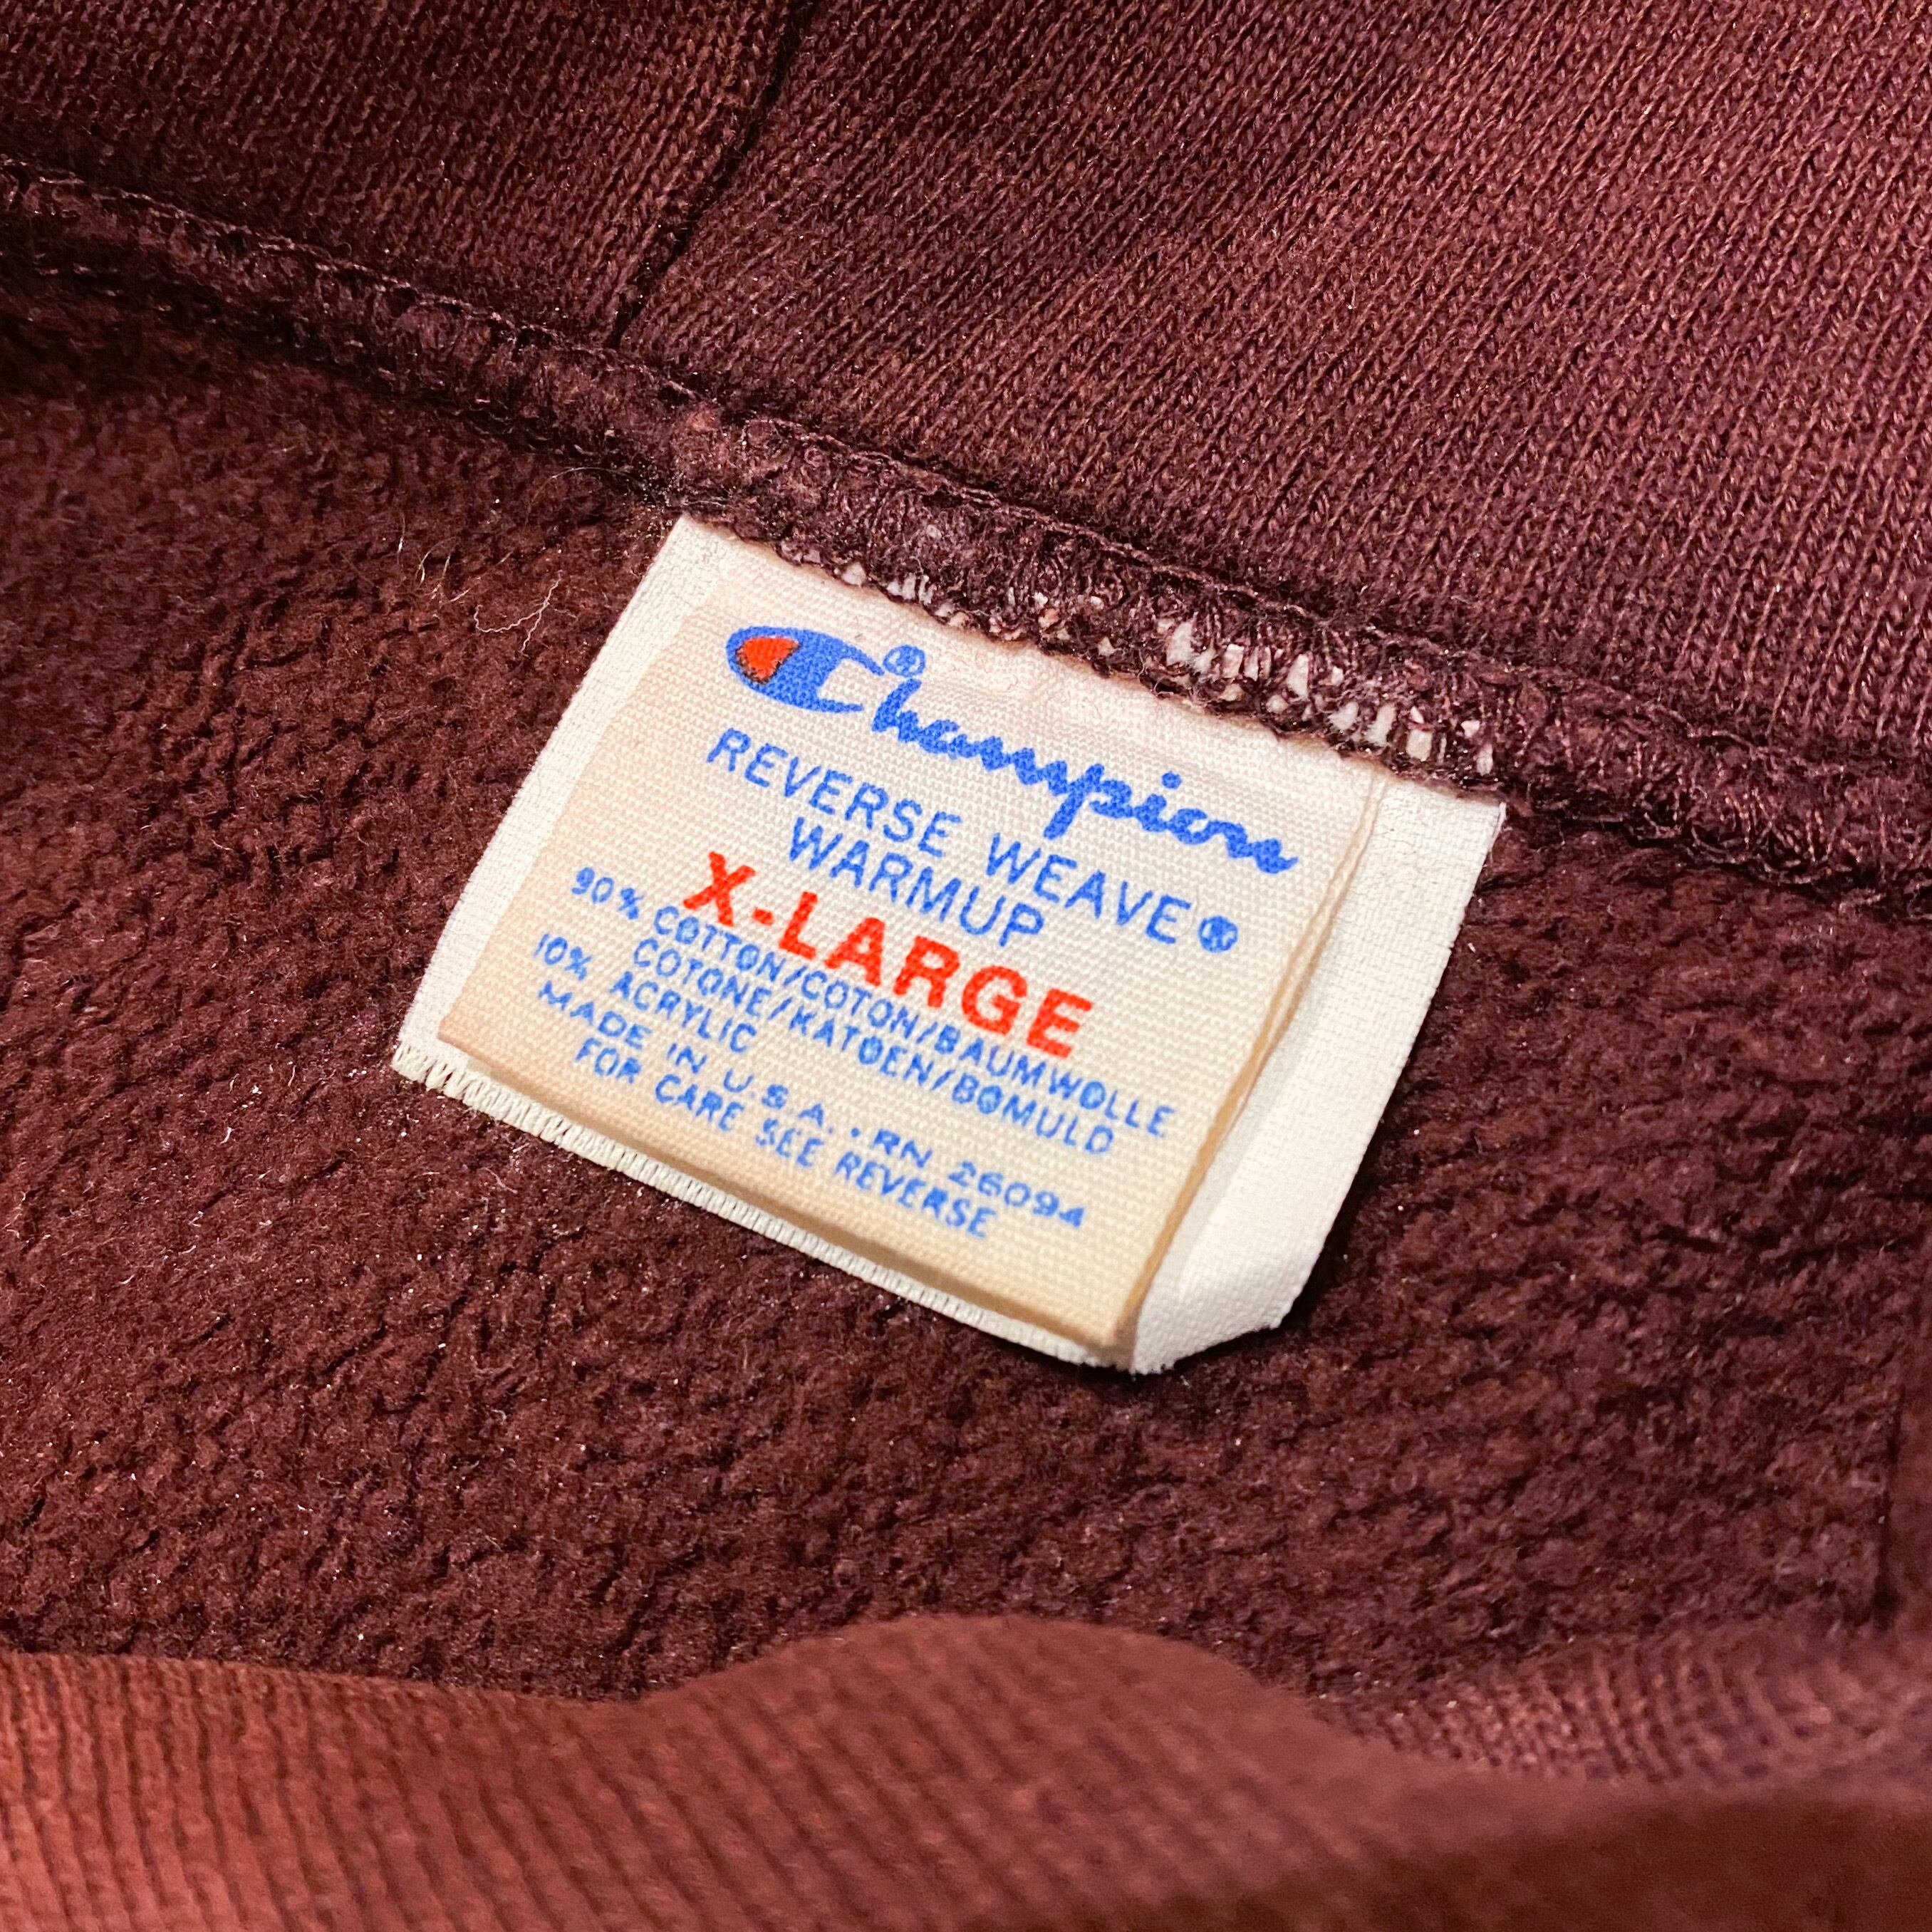 Champion®
REVERSE WEAVE®
WARMUP
X-LARGE
90% COTTON/COTON/BAUMWOLLE
COTONE/KATOEN/BOMULD
10% ACRYLIC
MADE IN U.S.A. • RN 26094
FOR CARE SEE REVERSE